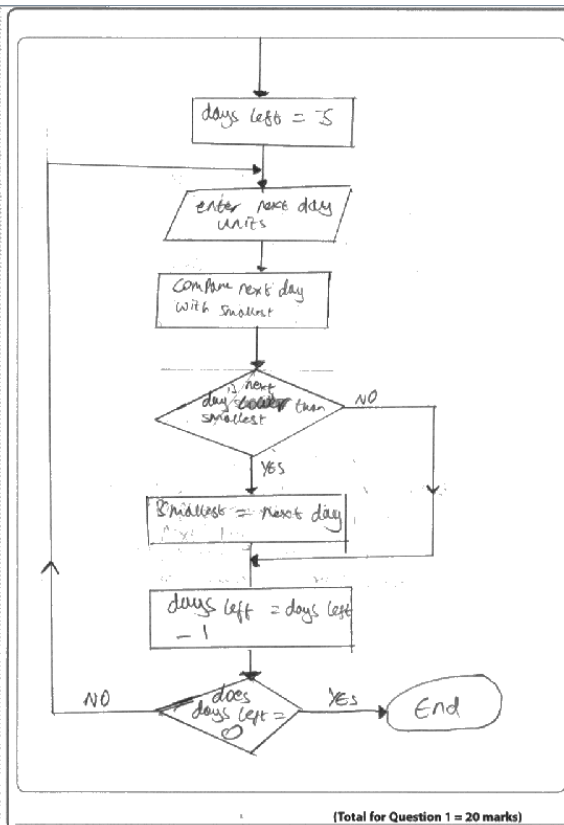 days left = 5
enter next day
units
Compare next day
with smallest
is next
day lower than
smallest
NO
YES
Smallest = next day
days left = days left
- 1
does
days left =
0
NO
YES
End
(Total for Question 1 = 20 marks)